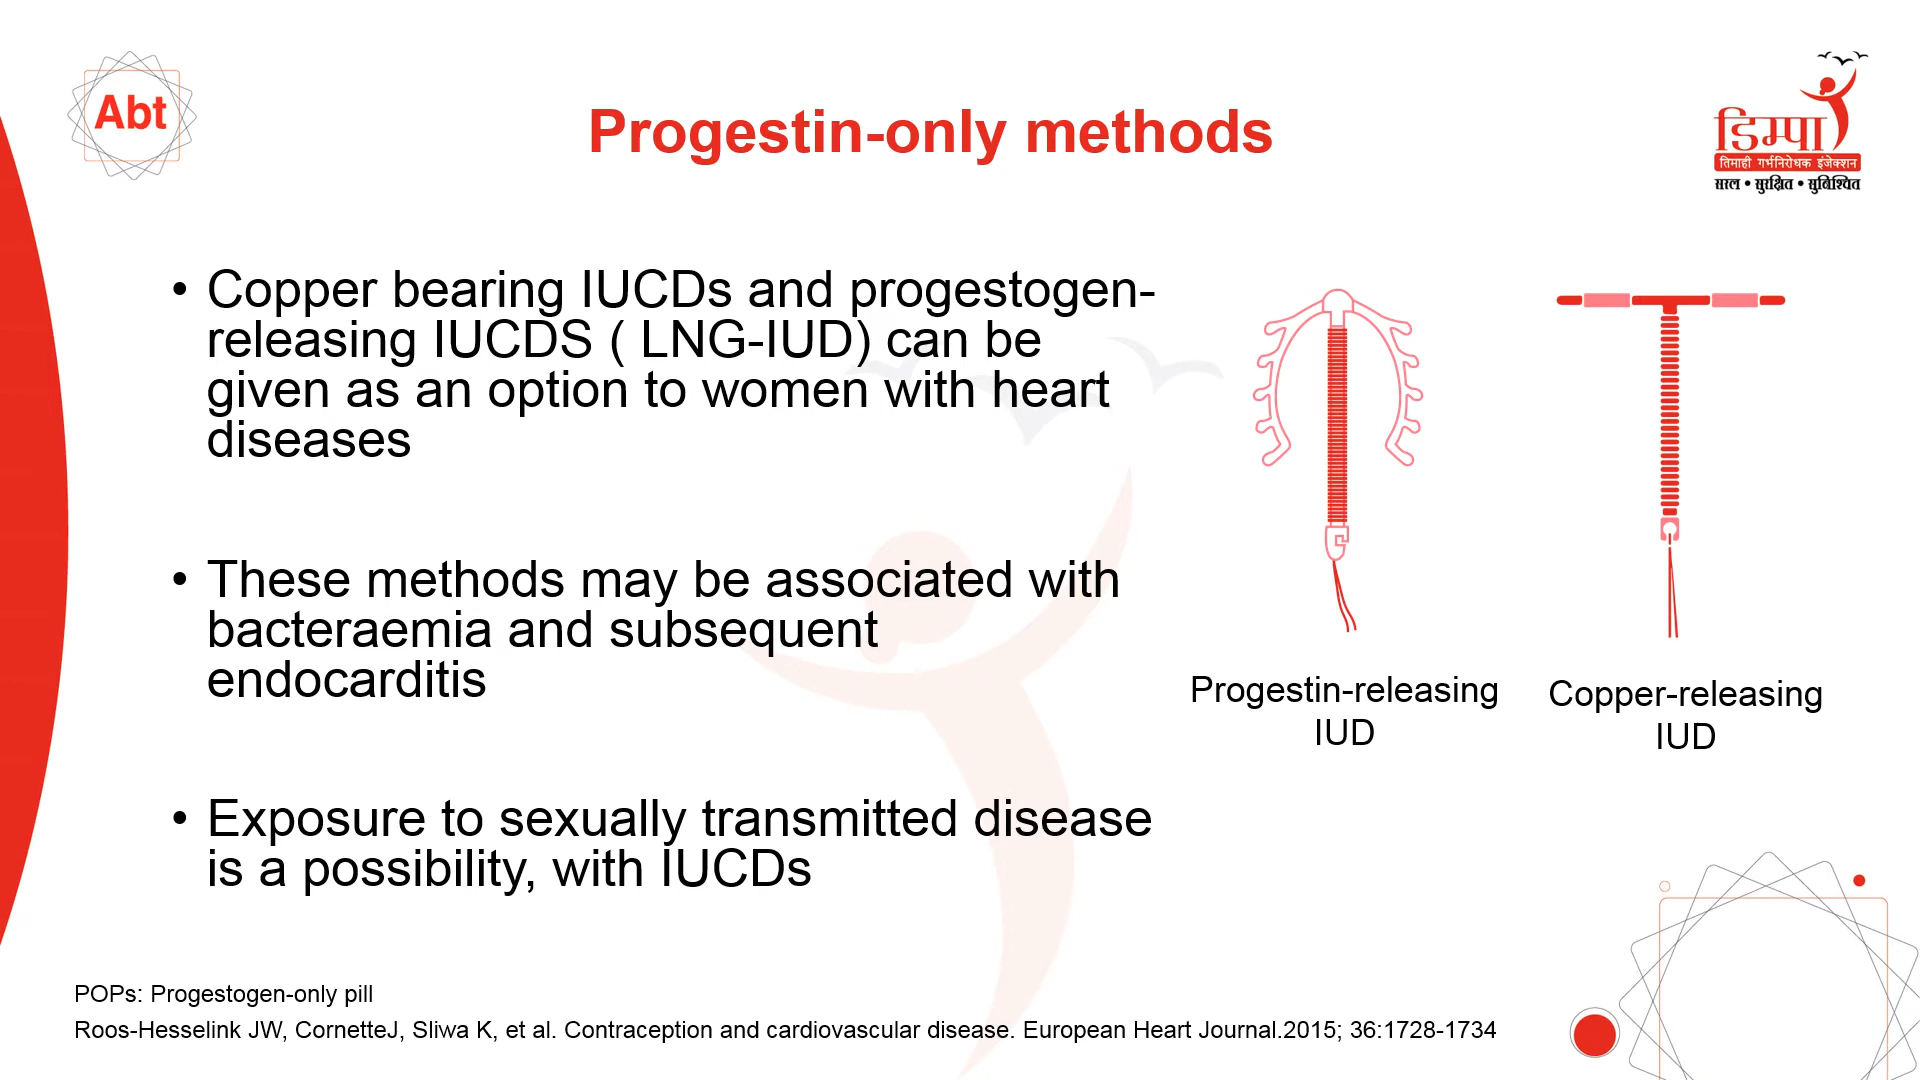 Abt
Progestin-only methods
डिम्पा
तिमाही गर्भनिरोधक इंजेक्शन
सरल • सुरक्षित • सुनिश्चित
• Copper bearing IUCDs and progestogen-
releasing IUCDS ( LNG-IUD) can be
given as an option to women with heart
diseases
• These methods may be associated with
bacteraemia and subsequent
endocarditis
• Exposure to sexually transmitted disease
is a possibility, with IUCDs
Progestin-releasing
IUD
Copper-releasing
IUD
POPs: Progestogen-only pill
Roos-Hesselink JW, CornetteJ, Sliwa K, et al. Contraception and cardiovascular disease. European Heart Journal.2015; 36:1728-1734